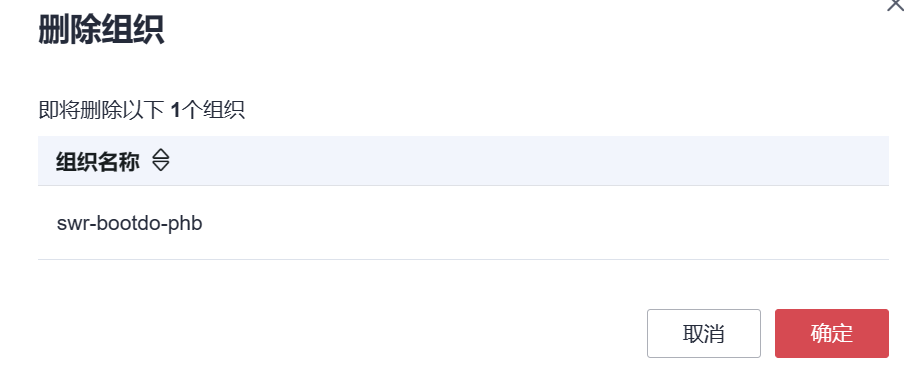 删除组织
即将删除以下 1个组织
组织名称
swr-bootdo-phb
取消
确定